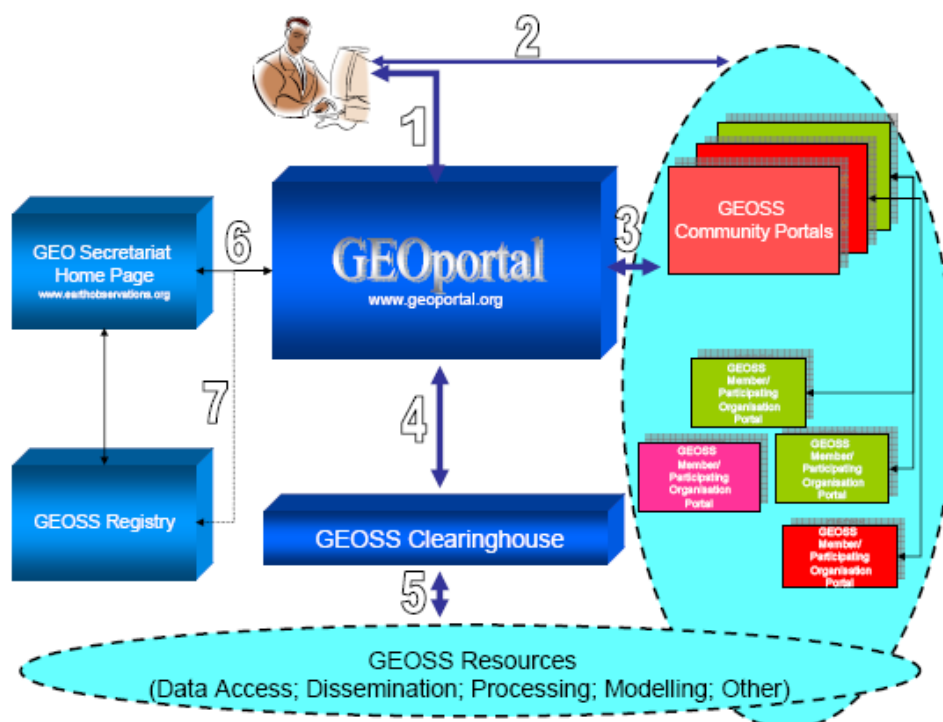 2
1
GEO Secretariat
Home Page
www.earthobservations.org
6
GEOportal
www.geoportal.org
3
GEOSS
Community Portals
7
4
GEOSS
Member/
Participating
Organisation
Portal
GEOSS
Member/
Participating
Organisation
Portal
GEOSS
Member/
Participating
Organisation
Portal
GEOSS
Member/
Participating
Organisation
Portal
GEOSS Registry
GEOSS Clearinghouse
5
GEOSS Resources
(Data Access; Dissemination; Processing; Modelling; Other)